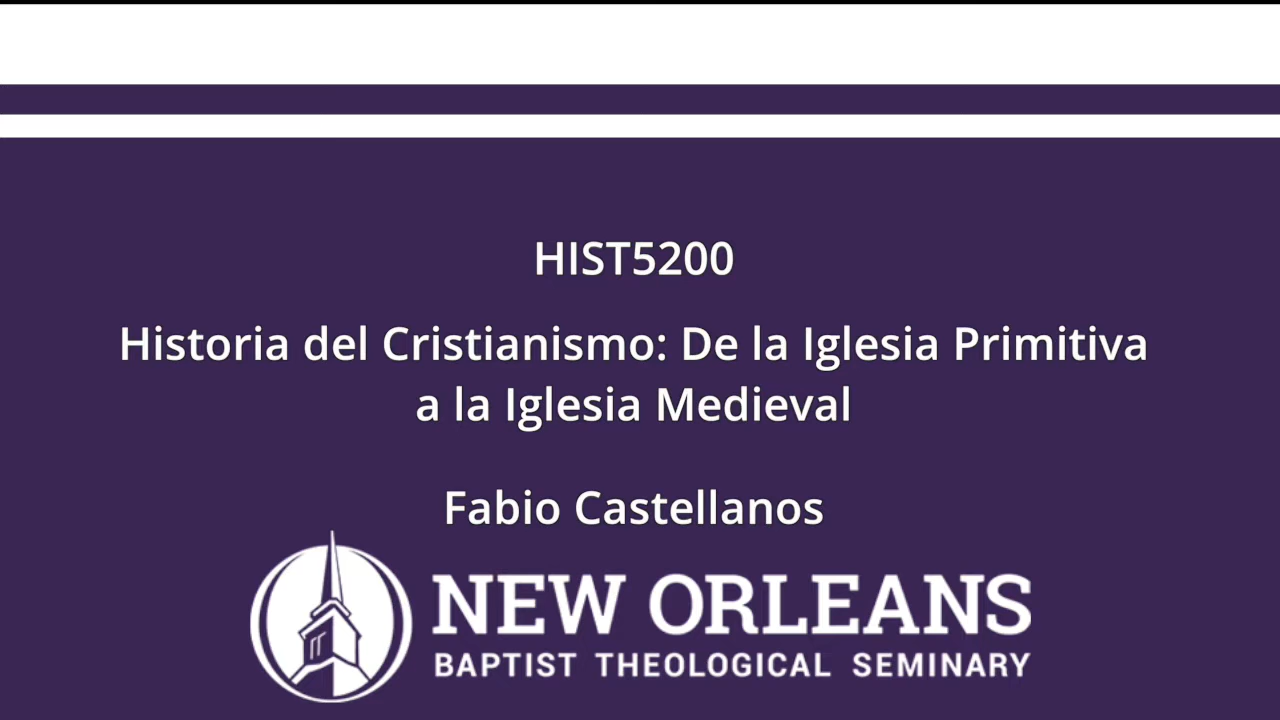 HIST5200
Historia del Cristianismo: De la Iglesia Primitiva
a la Iglesia Medieval
Fabio Castellanos
NEW ORLEANS
BAPTIST THEOLOGICAL SEMINARY